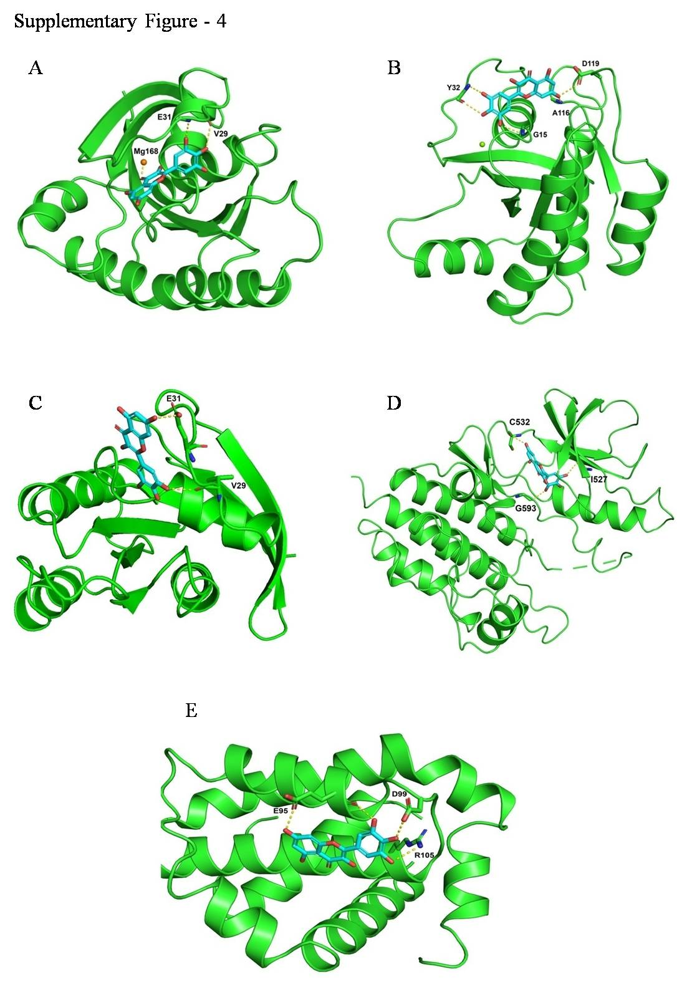 Supplementary Figure - 4
A
E31
V29
Mg168
B
D119
Y32
A116
G15
C
E31
V29
D
C532
I527
G593
E
D99
E95
R105